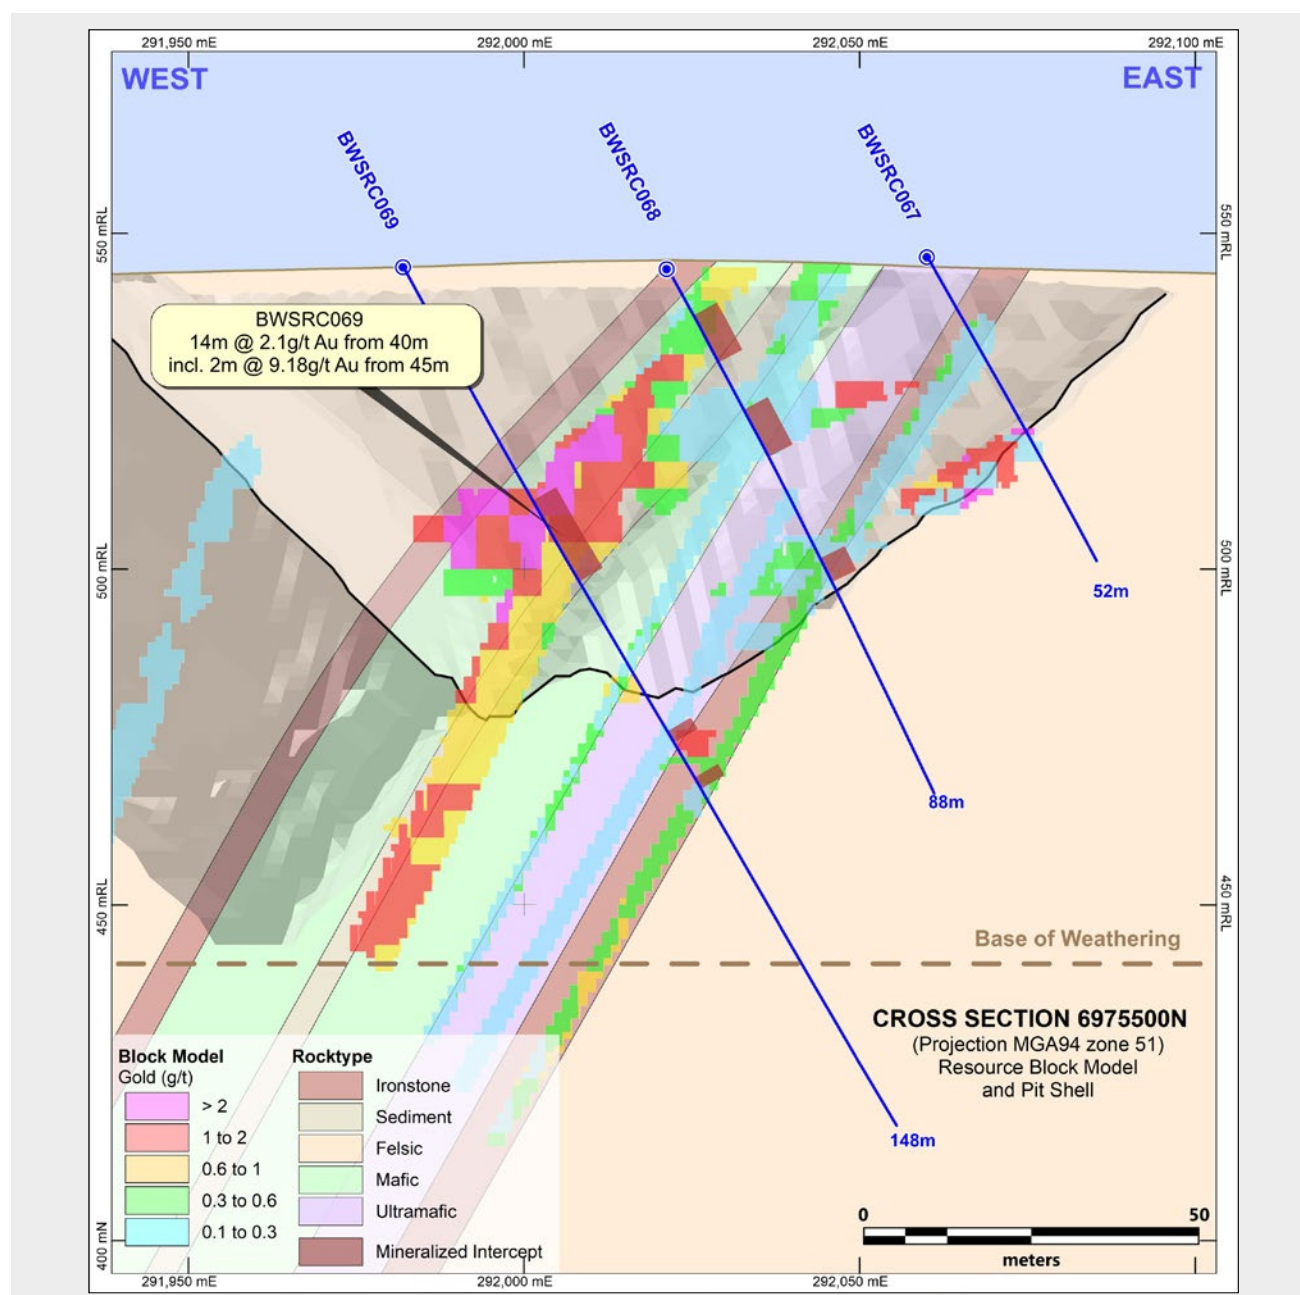 291,950 mE
292,000 mE
292,050 mE
292,100 mE
WEST
EAST
BWSRC069
BWSRC068
BWSRC067
550 mRL
550 mRL
BWSRC069
14m @ 2.1g/t Au from 40m
incl. 2m @ 9.18g/t Au from 45m
500 mRL
500 mRL
52m
88m
450 mRL
450 mRL
Base of Weathering
CROSS SECTION 6975500N
(Projection MGA94 zone 51)
Resource Block Model
and Pit Shell
148m
Block Model
Gold (g/t)
> 2
1 to 2
0.6 to 1
0.3 to 0.6
0.1 to 0.3
Rocktype
Ironstone
Sediment
Felsic
Mafic
Ultramafic
Mineralized Intercept
400 mN
0
50
meters
291,950 mE
292,000 mE
292,050 mE